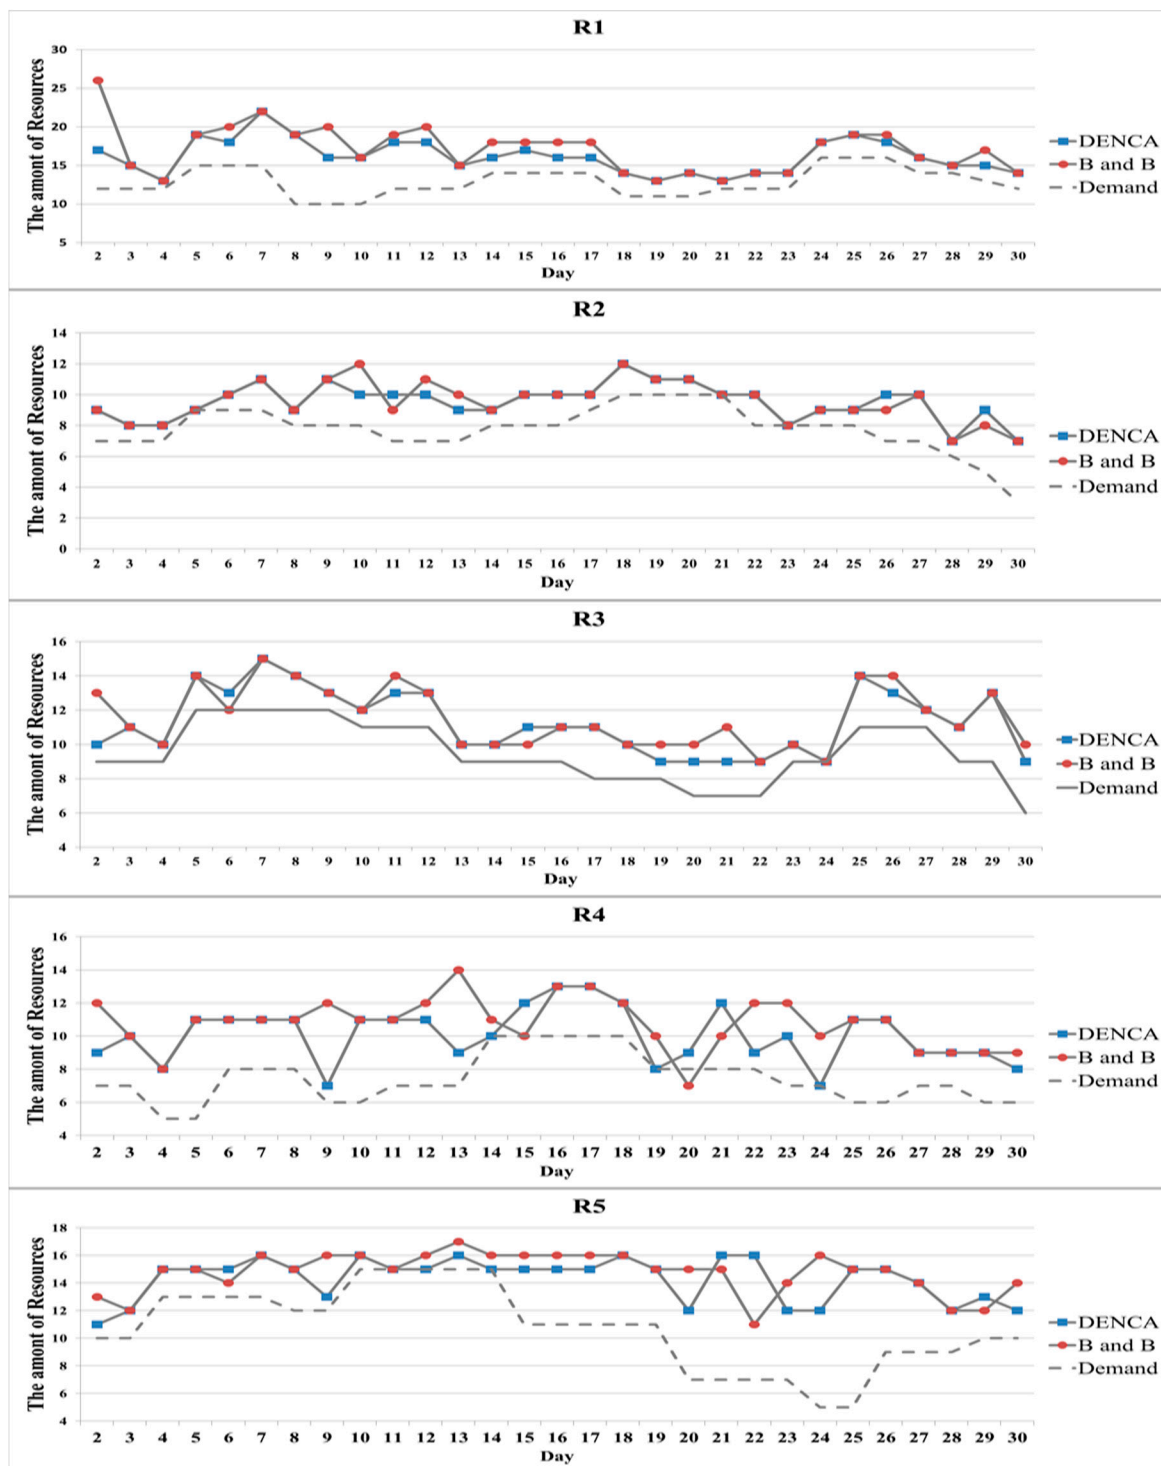 R1
The amount of Resources
30
25
20
15
10
5
2 3 4 5 6 7 8 9 10 11 12 13 14 15 16 17 18 19 20 21 22 23 24 25 26 27 28 29 30
Day
DENCA
B and B
Demand
R2
The amont of Resources
14
12
10
8
6
4
2
0
2 3 4 5 6 7 8 9 10 11 12 13 14 15 16 17 18 19 20 21 22 23 24 25 26 27 28 29 30
Day
DENCA
B and B
Demand
R3
The amount of Resources
16
14
12
10
8
6
4
2 3 4 5 6 7 8 9 10 11 12 13 14 15 16 17 18 19 20 21 22 23 24 25 26 27 28 29 30
Day
DENCA
B and B
Demand
R4
The amount of Resources
16
14
12
10
8
6
4
2 3 4 5 6 7 8 9 10 11 12 13 14 15 16 17 18 19 20 21 22 23 24 25 26 27 28 29 30
Day
DENCA
B and B
Demand
R5
The amount of Resources
18
16
14
12
10
8
6
4
2 3 4 5 6 7 8 9 10 11 12 13 14 15 16 17 18 19 20 21 22 23 24 25 26 27 28 29 30
Day
DENCA
B and B
Demand